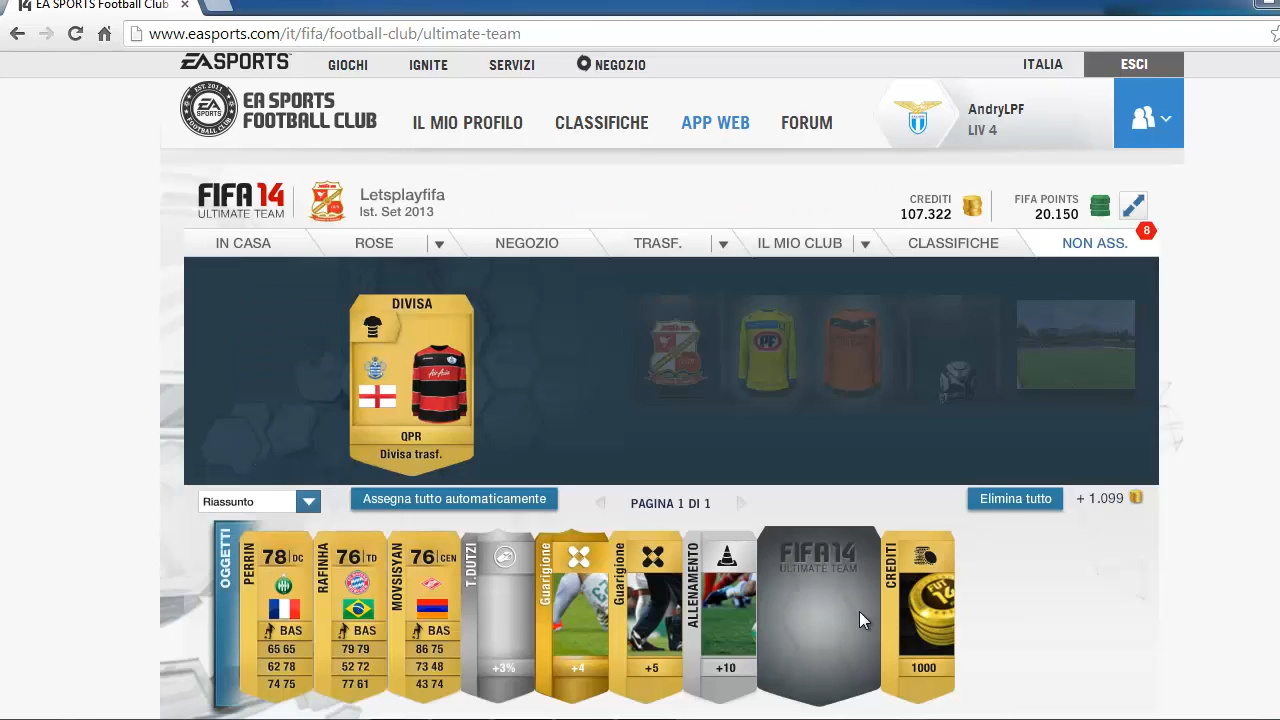 EA SPORTS Football Club
www.easports.com/it/fifa/football-club/ultimate-team
EA SPORTS GIOCHI IGNITE SERVIZI NEGOZIO ITALIA ESCI
EST. 2011
EA SPORTS
FOOTBALL CLUB
IL MIO PROFILO CLASSIFICHE APP WEB FORUM
AndryLPF
LIV 4
FIFA 14
ULTIMATE TEAM
Letsplayfifa
Ist. Set 2013
CREDITI
107.322
FIFA POINTS
20.150
8
IN CASA ROSE NEGOZIO TRASF. IL MIO CLUB CLASSIFICHE NON ASS.
DIVISA
AirAsia
QPR
Divisa trasf.
PF
Riassunto
Assegna tutto automaticamente
PAGINA 1 DI 1
Elimina tutto
+ 1.099
OGGETTI
PERRIN
78 DC
BAS
65 65
62 78
74 75
RAFINHA
76 TD
BAS
79 79
52 72
77 61
MOVSISYAN
76 CEN
BAS
86 75
73 48
43 74
T.DUTZI
+3%
Guarigione
+4
Guarigione
+5
ALLENAMENTO
+10
FIFA 14
ULTIMATE TEAM
CREDITI
FUT 14
1000